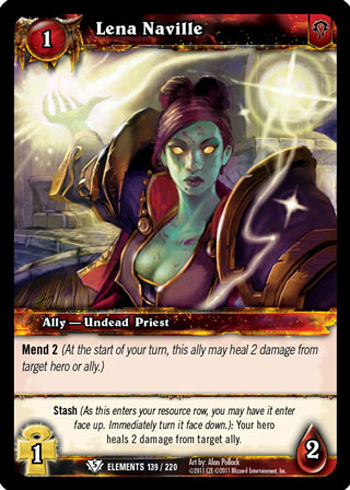 1
Lena Naville
Ally — Undead Priest
Mend 2 (At the start of your turn, this ally may heal 2 damage from
target hero or ally.)
Stash (As this enters your resource row, you may have it enter
face up. Immediately turn it face down.): Your hero
heals 2 damage from target ally.
1
2
ELEMENTS 139 / 220
Art by: Alan Pollack
©2011 CZE ©2011 Blizzard Entertainment, Inc.